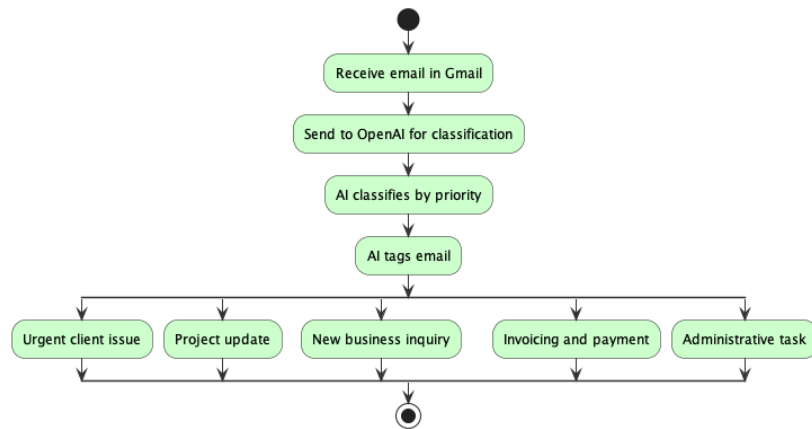 Receive email in Gmail
Send to OpenAI for classification
AI classifies by priority
AI tags email
Urgent client issue
Project update
New business inquiry
Invoicing and payment
Administrative task